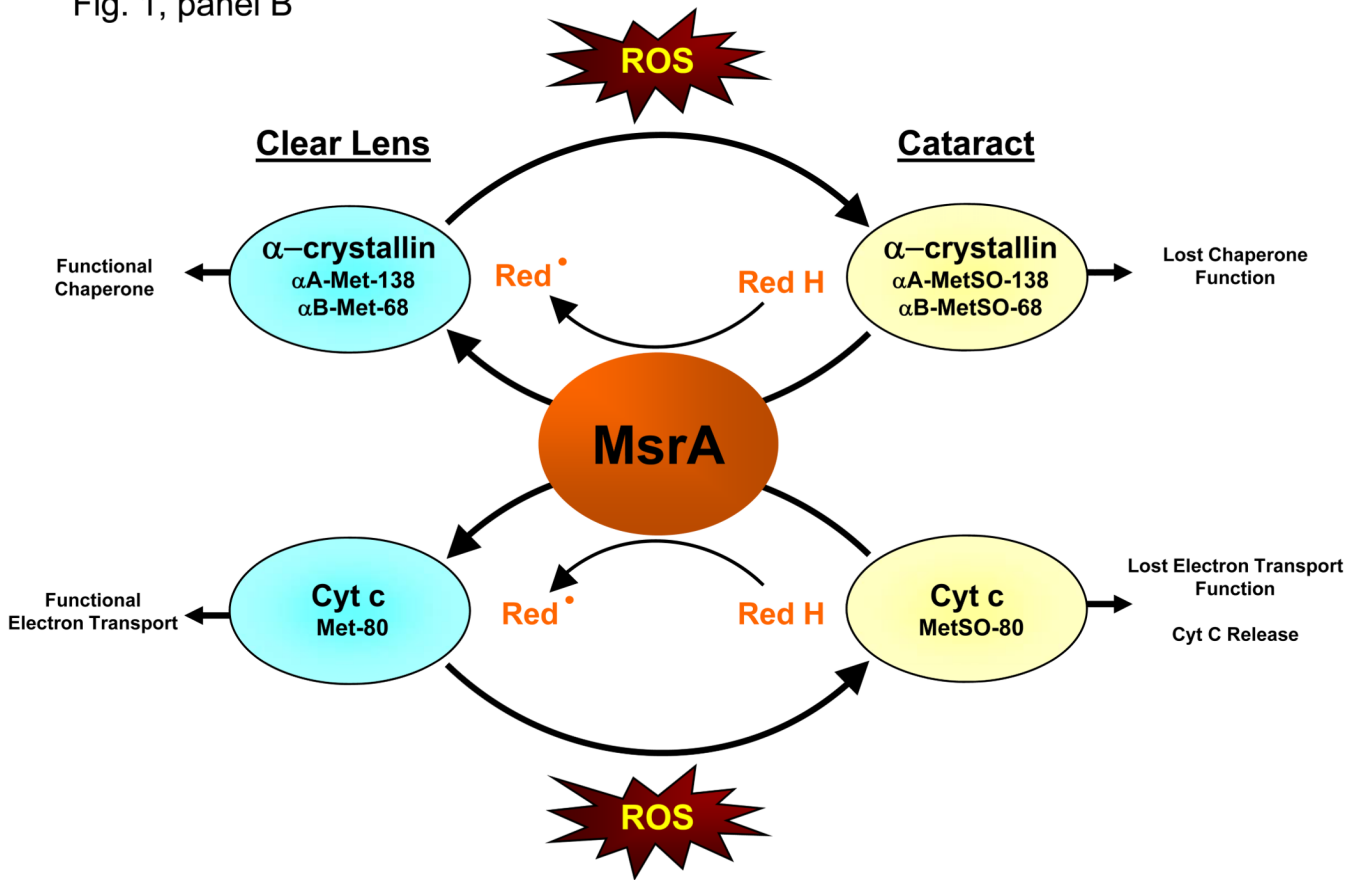 Fig. 1, panel B
ROS
Clear Lens
Cataract
α–crystallin
αA-Met-138
αB-Met-68
Functional
Chaperone
Red•
Red H
α–crystallin
αA-MetSO-138
αB-MetSO-68
Lost Chaperone
Function
MsrA
Cyt c
Met-80
Functional
Electron Transport
Red•
Red H
Cyt c
MetSO-80
Lost Electron Transport
Function
Cyt C Release
ROS